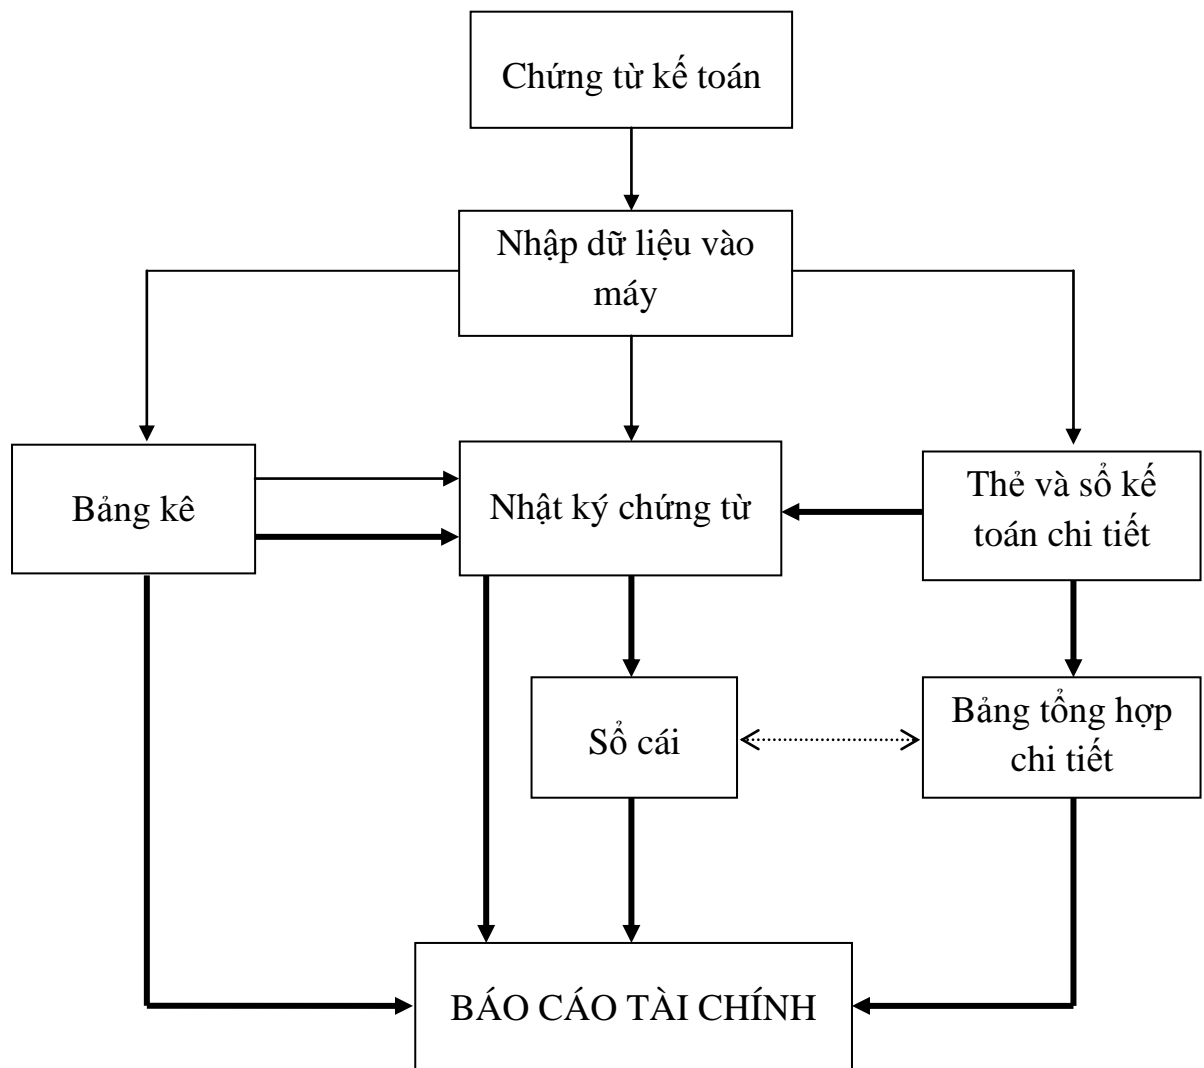 Chứng từ kế toán
Nhập dữ liệu vào
máy
Bảng kê
Nhật ký chứng từ
Thẻ và sổ kế
toán chi tiết
Sổ cái
Bảng tổng hợp
chi tiết
BÁO CÁO TÀI CHÍNH